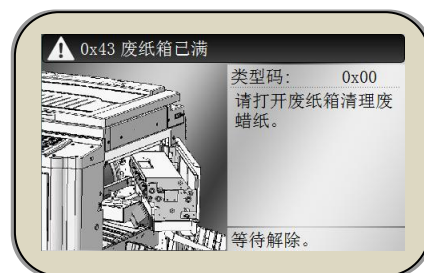 0x43 废纸箱已满
类型码: 0x00
请打开废纸箱清理废
蜡纸。
等待解除。